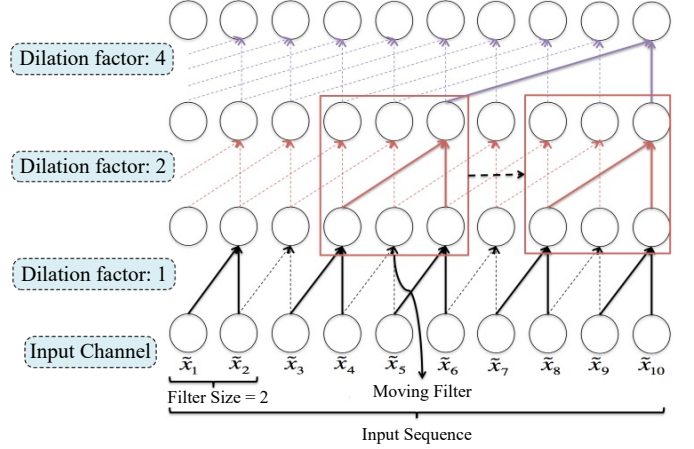 Dilation factor: 4
Dilation factor: 2
Dilation factor: 1
Input Channel
x̃1 x̃2 x̃3 x̃4 x̃5 x̃6 x̃7 x̃8 x̃9 x̃10
Filter Size = 2
Moving Filter
Input Sequence